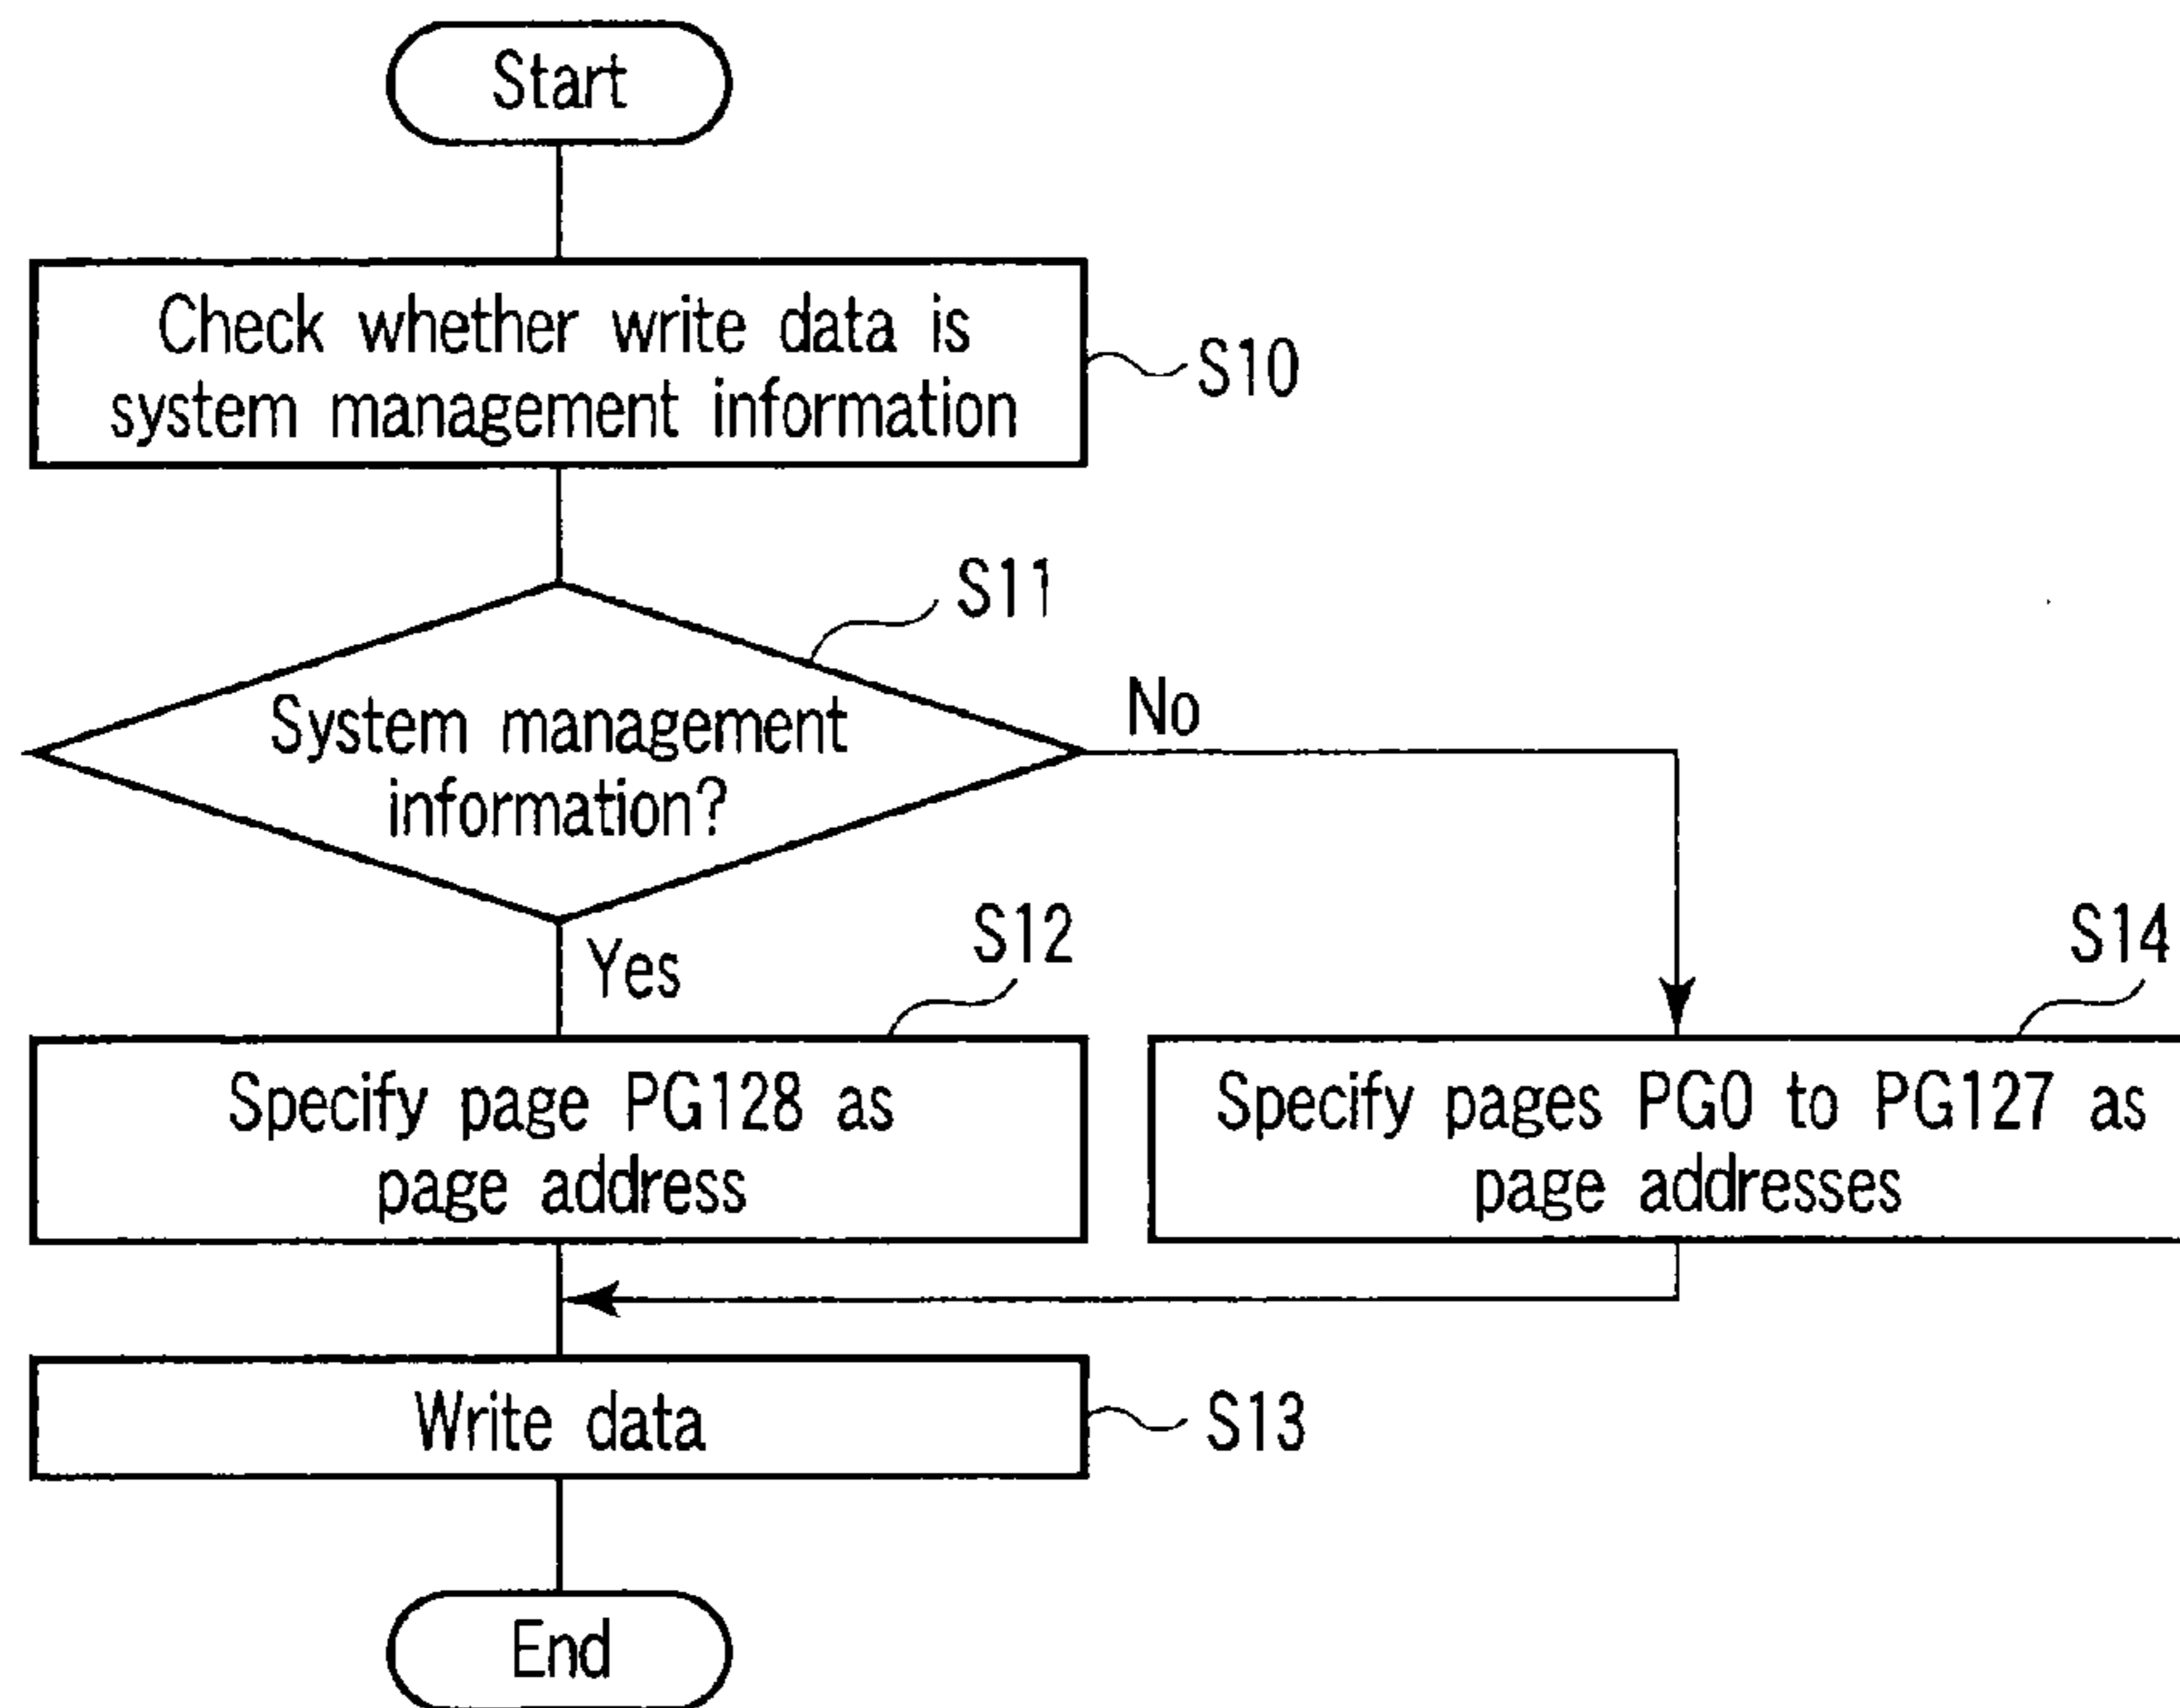 Start
Check whether write data is
system management information
S10
S11
System management
information?
No
Yes
S12
S14
Specify page PG128 as
page address
Specify pages PG0 to PG127 as
page addresses
Write data
S13
End